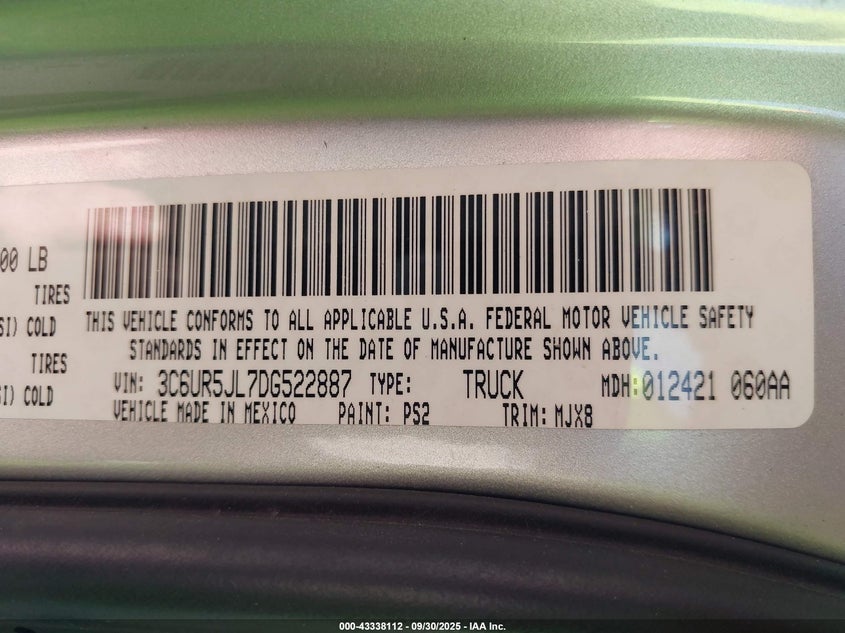 00 LB
TIRES
SI) COLD
TIRES
SI) COLD
THIS VEHICLE CONFORMS TO ALL APPLICABLE U.S.A. FEDERAL MOTOR VEHICLE SAFETY
STANDARDS IN EFFECT ON THE DATE OF MANUFACTURE SHOWN ABOVE.
VIN: 3C6UR5JL7DG522887 TYPE: TRUCK MDH:012421 060AA
VEHICLE MADE IN MEXICO PAINT: PS2 TRIM: MJX8
000-43338112 - 09/30/2025 - IAA Inc.